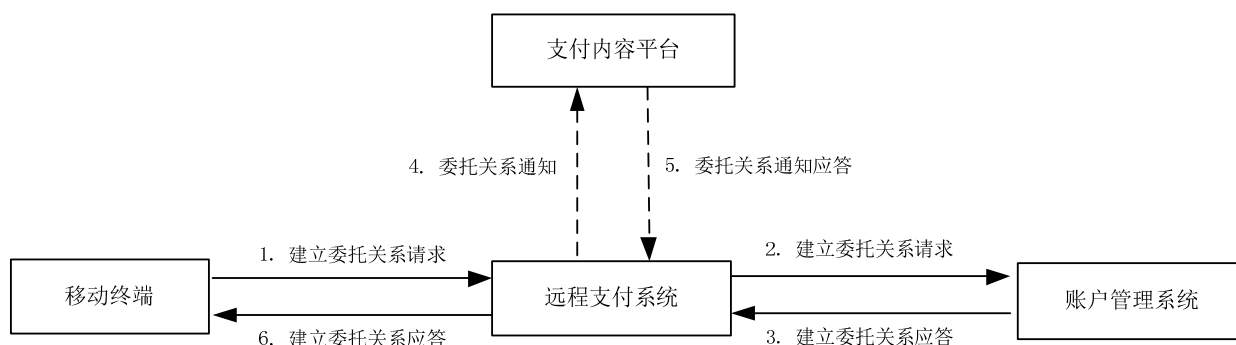 支付内容平台
4. 委托关系通知
5. 委托关系通知应答
1. 建立委托关系请求
2. 建立委托关系请求
移动终端
远程支付系统
账户管理系统
6. 建立委托关系应答
3. 建立委托关系应答